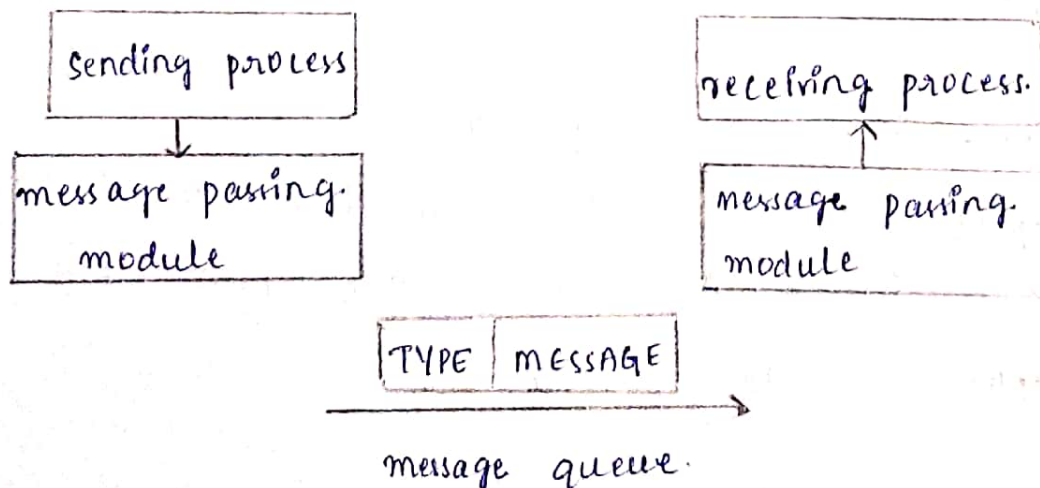 sending process
receiving process.
message passing.
module
message passing.
module
TYPE MESSAGE
message queue.